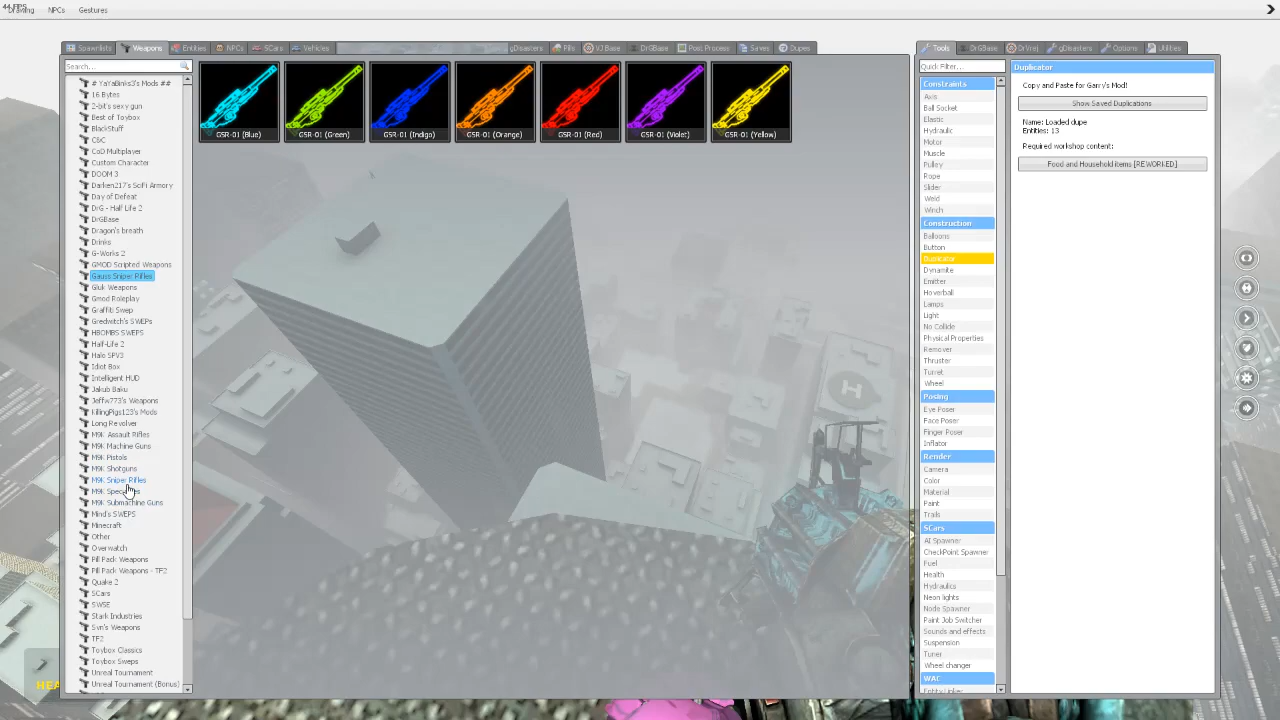 44 FPS
Drawing NPCs Gestures
Spawnlists Weapons Entities NPCs SCars Vehicles gDisasters Pills VJ Base DrGBase Post Process Saves Dupes
Search...
# YaYaBinks3's Mods ##
16 Bytes
2-bit's sexy gun
Best of Toybox
BlackStuff
C&C
CoD Multiplayer
Custom Character
DOOM 3
Darken217's SciFi Armory
Day of Defeat
DrG - Half Life 2
DrGBase
Dragon's breath
Drinks
G-Works 2
GMOD Scripted Weapons
Gauss Sniper Rifles
Gluk Weapons
Gmod Roleplay
Graffiti Swep
Gredwitch's SWEPs
HBOMBS SWEPS
Half-Life 2
Halo SPV3
Idiot Box
Intelligent HUD
Jakub Baku
Jeffw773's Weapons
KillingPigs123's Mods
Long Revolver
M9K Assault Rifles
M9K Machine Guns
M9K Pistols
M9K Shotguns
M9K Sniper Rifles
M9K
M9K Submachine Guns
Mind's SWEPS
Minecraft
Other
Overwatch
Pill Pack Weapons
Pill Pack Weapons - TF2
Quake 2
SCars
SWSE
Stark Industries
Syn's Weapons
TF2
Toybox Classics
Toybox Sweps
Unreal Tournament
Unreal Tournament (Bonus)
GSR-01 (Blue) GSR-01 (Green) GSR-01 (Indigo) GSR-01 (Orange) GSR-01 (Red) GSR-01 (Violet) GSR-01 (Yellow)
H
HEA
Tools DrGBase DrVrej gDisasters Options Utilities
Quick Filter...
Constraints
Axis
Ball Socket
Elastic
Hydraulic
Motor
Muscle
Pulley
Rope
Slider
Weld
Winch
Construction
Balloons
Button
Duplicator
Dynamite
Emitter
Hoverball
Lamps
Light
No Collide
Physical Properties
Remover
Thruster
Turret
Wheel
Posing
Eye Poser
Face Poser
Finger Poser
Inflator
Render
Camera
Color
Material
Paint
Trails
SCars
AI Spawner
CheckPoint Spawner
Fuel
Health
Hydraulics
Neon lights
Node Spawner
Paint Job Switcher
Sounds and effects
Suspension
Tuner
Wheel changer
WAC
Entity Linker
Duplicator
Copy and Paste for Garry's Mod!
Show Saved Duplications
Name: Loaded dupe
Entities: 13
Required workshop content:
Food and Household items [REWORKED]